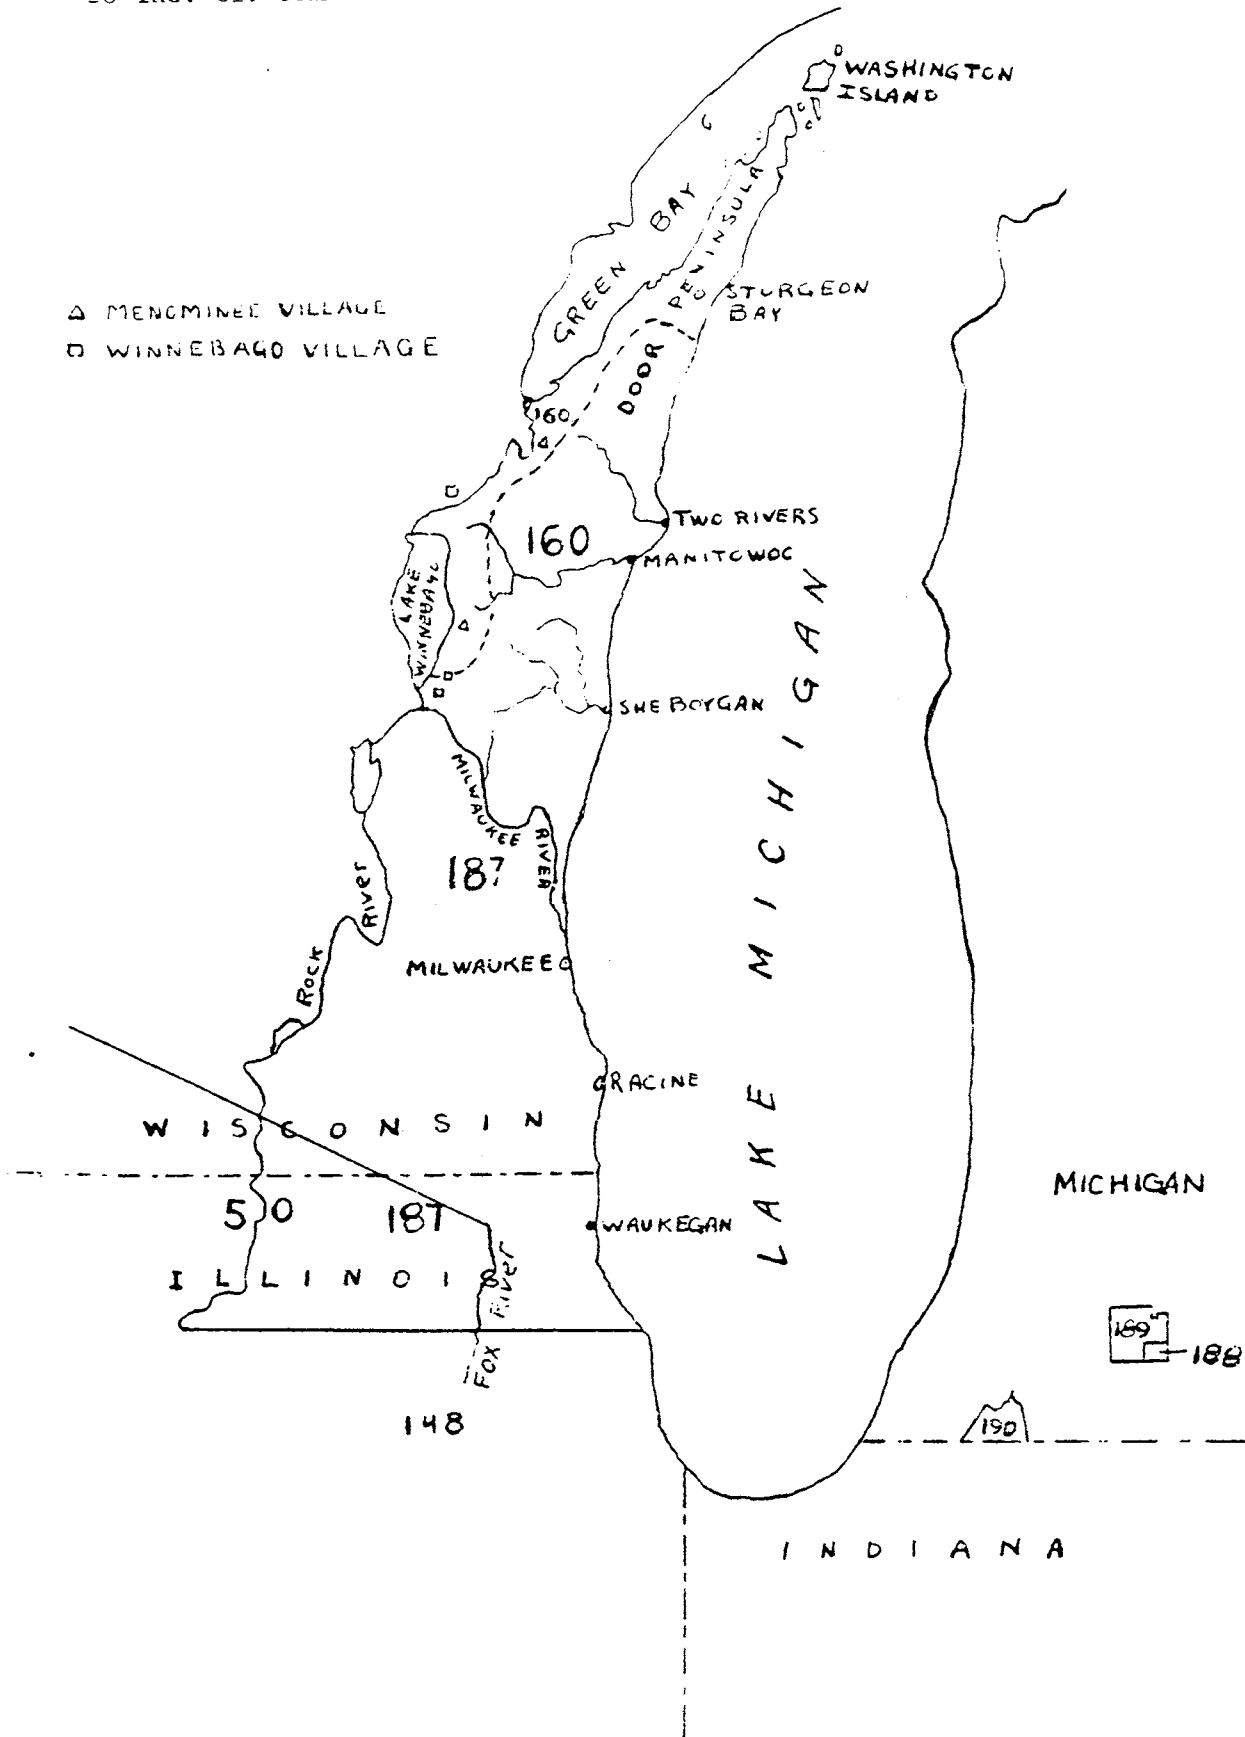 WASHINGTON
ISLAND
GREEN BAY
DOOR PENINSULA
STURGEON
BAY
△ MENOMINEE VILLAGE
□ WINNEBAGO VILLAGE
160
160
TWO RIVERS
MANITOWOC
LAKE
WINNEBAGO
SHEBOYGAN
MILWAUKEE RIVER
187
ROCK RIVER
MILWAUKEE
RACINE
LAKE MICHIGAN
WISCONSIN
MICHIGAN
510
187
WAUKEGAN
ILLINOIS
FOX River
189
188
190
148
INDIANA